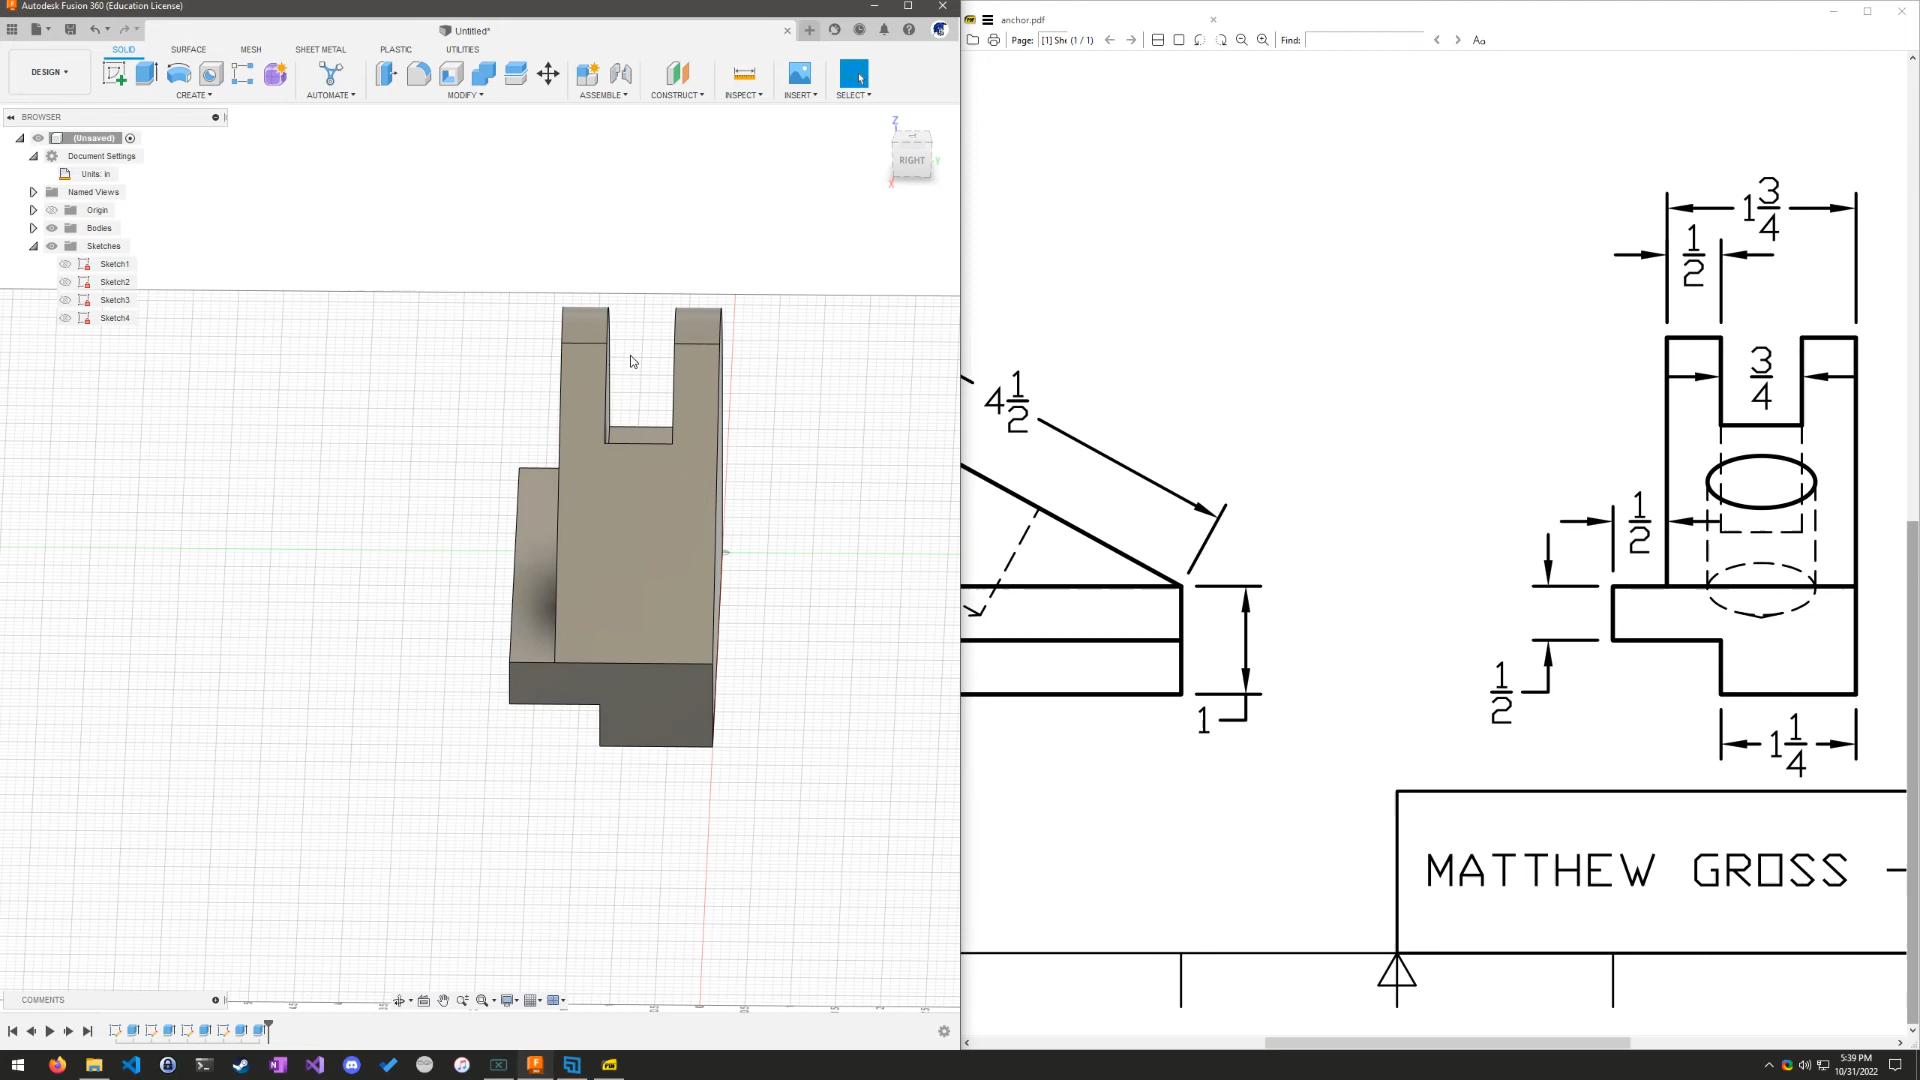 Autodesk Fusion 360 (Education License)
Untitled*
DESIGN
SOLID
SURFACE
MESH
SHEET METAL
PLASTIC
UTILITIES
CREATE
AUTOMATE
MODIFY
ASSEMBLE
CONSTRUCT
INSPECT
INSERT
SELECT
BROWSER
(Unsaved)
Document Settings
Units: in
Named Views
Origin
Bodies
Sketches
Sketch1
Sketch2
Sketch3
Sketch4
Z
RIGHT
Y
X
COMMENTS
anchor.pdf
Page:
(1 / 1)
Find:
Aa
1 3/4
1/2
3/4
4 1/2
1/2
1/2
1
1 1/4
MATTHEW GROSS -
5:39 PM
10/31/2022